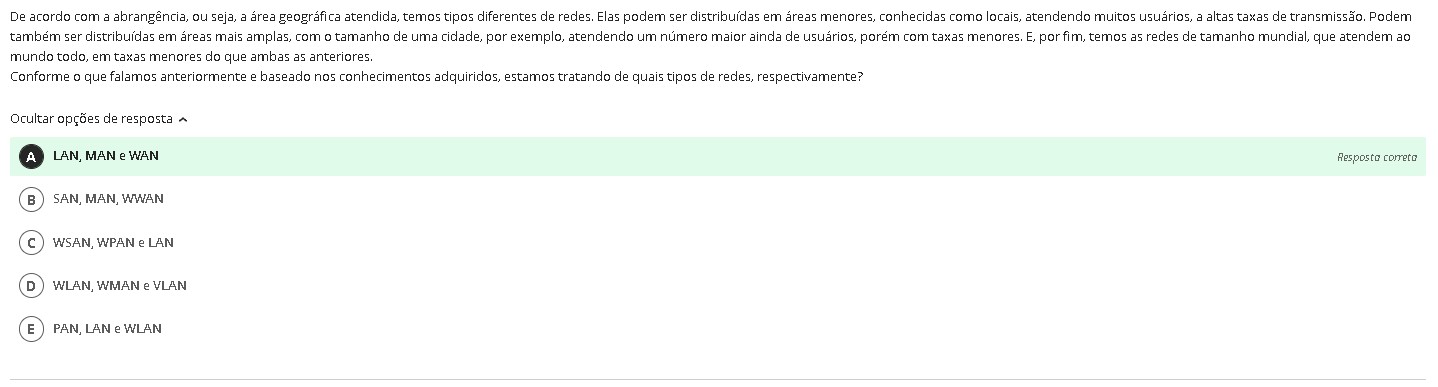 De acordo com a abrangência, ou seja, a área geográfica atendida, temos tipos diferentes de redes. Elas podem ser distribuídas em áreas menores, conhecidas como locais, atendendo muitos usuários, a altas taxas de transmissão. Podem
também ser distribuídas em áreas mais amplas, com o tamanho de uma cidade, por exemplo, atendendo um número maior ainda de usuários, porém com taxas menores. E, por fim, temos as redes de tamanho mundial, que atendem ao
mundo todo, em taxas menores do que ambas as anteriores.
Conforme o que falamos anteriormente e baseado nos conhecimentos adquiridos, estamos tratando de quais tipos de redes, respectivamente?
Ocultar opções de resposta
A LAN, MAN e WAN Resposta correta
B SAN, MAN, WWAN
C WSAN, WPAN e LAN
D WLAN, WMAN e VLAN
E PAN, LAN e WLAN